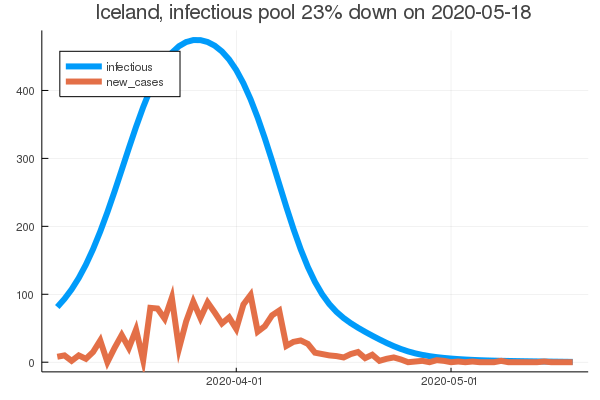 Iceland, infectious pool 23% down on 2020-05-18
infectious
new_cases
400
300
200
100
0
2020-04-01
2020-05-01